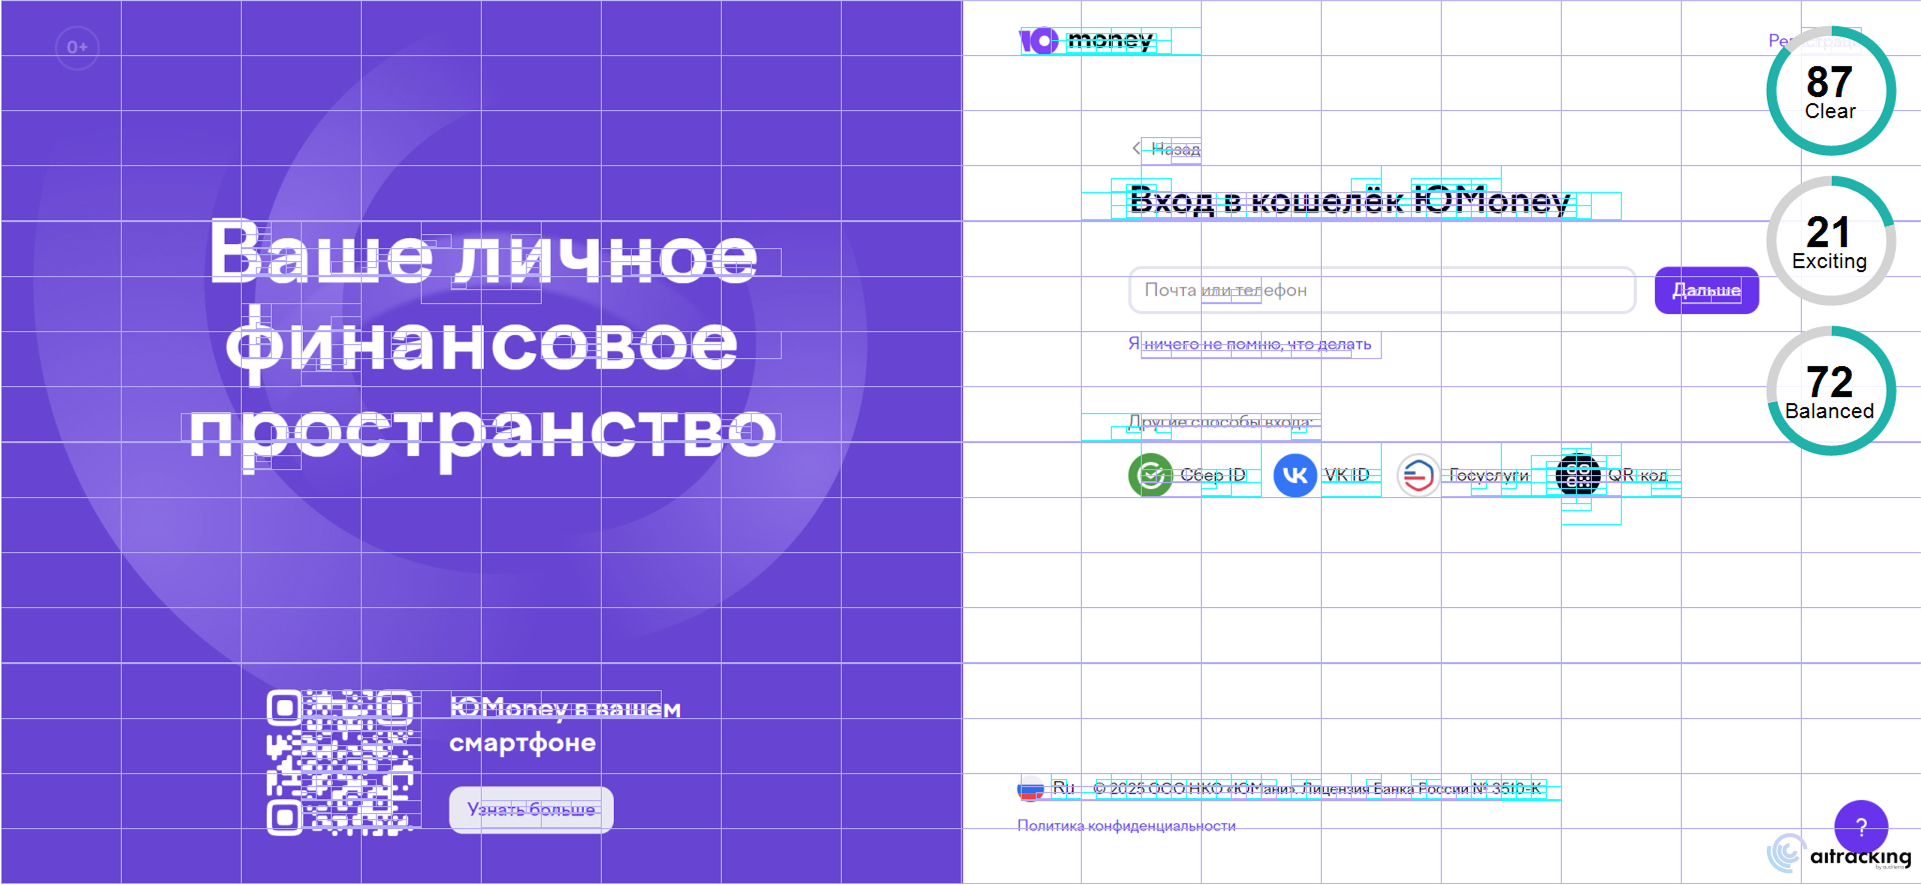 0+
Ваше личное
финансовое
пространство
ЮMoney в вашем
смартфоне
Узнать больше
Ю money
Регистрация
Назад
Вход в кошелёк ЮMoney
Почта или телефон
Дальше
Я ничего не помню, что делать
Другие способы входа:
Сбер ID
VK ID
Госуслуги
QR-код
Ru © 2025 ООО НКО «ЮМани». Лицензия Банка России № 3510-К
Политика конфиденциальности
?
87
Clear
21
Exciting
72
Balanced
aitracking